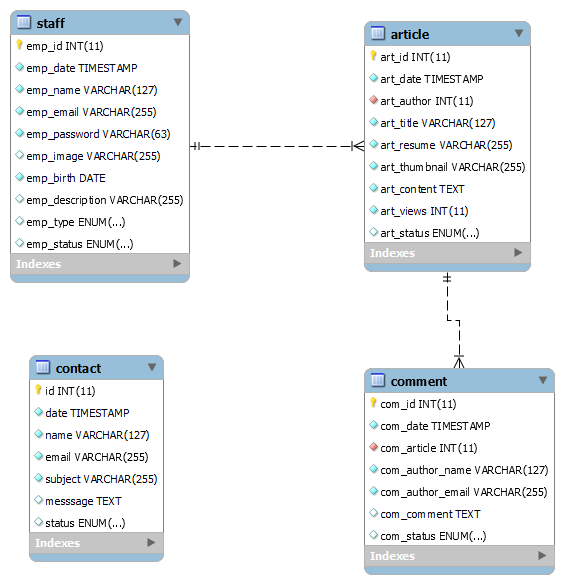 staff
emp_id INT(11)
emp_date TIMESTAMP
emp_name VARCHAR(127)
emp_email VARCHAR(255)
emp_password VARCHAR(63)
emp_image VARCHAR(255)
emp_birth DATE
emp_description VARCHAR(255)
emp_type ENUM(...)
emp_status ENUM(...)
Indexes
article
art_id INT(11)
art_date TIMESTAMP
art_author INT(11)
art_title VARCHAR(127)
art_resume VARCHAR(255)
art_thumbnail VARCHAR(255)
art_content TEXT
art_views INT(11)
art_status ENUM(...)
Indexes
contact
id INT(11)
date TIMESTAMP
name VARCHAR(127)
email VARCHAR(255)
subject VARCHAR(255)
messsage TEXT
status ENUM(...)
Indexes
comment
com_id INT(11)
com_date TIMESTAMP
com_article INT(11)
com_author_name VARCHAR(127)
com_author_email VARCHAR(255)
com_comment TEXT
com_status ENUM(...)
Indexes